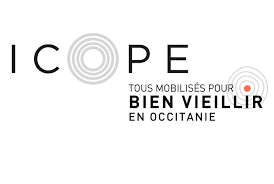 ICOPE
TOUS MOBILISÉS POUR
BIEN VIEILLIR
EN OCCITANIE